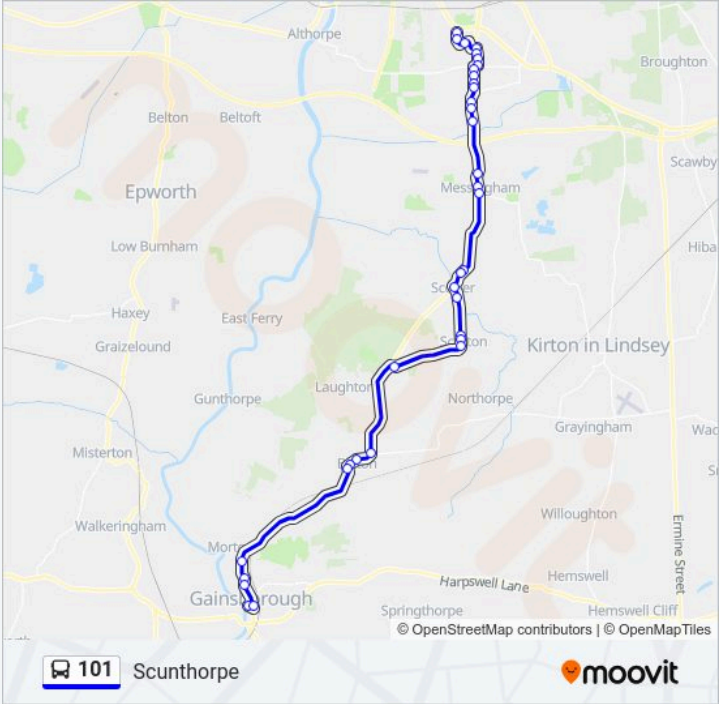 Althorpe
Broughton
Belton
Beltoft
Scawby
Messingham
Epworth
Low Burnham
Hiba
Haxey
East Ferry
Graizelound
Kirton in Lindsey
Laughton
Gunthorpe
Northorpe
Grayingham
Misterton
Willoughton
Walkeringham
Ermine Street
Hemswell
Harpswell Lane
Gainsborough
Springthorpe
Hemswell Cliff
© OpenStreetMap contributors | © OpenMapTiles
101 Scunthorpe
moovit